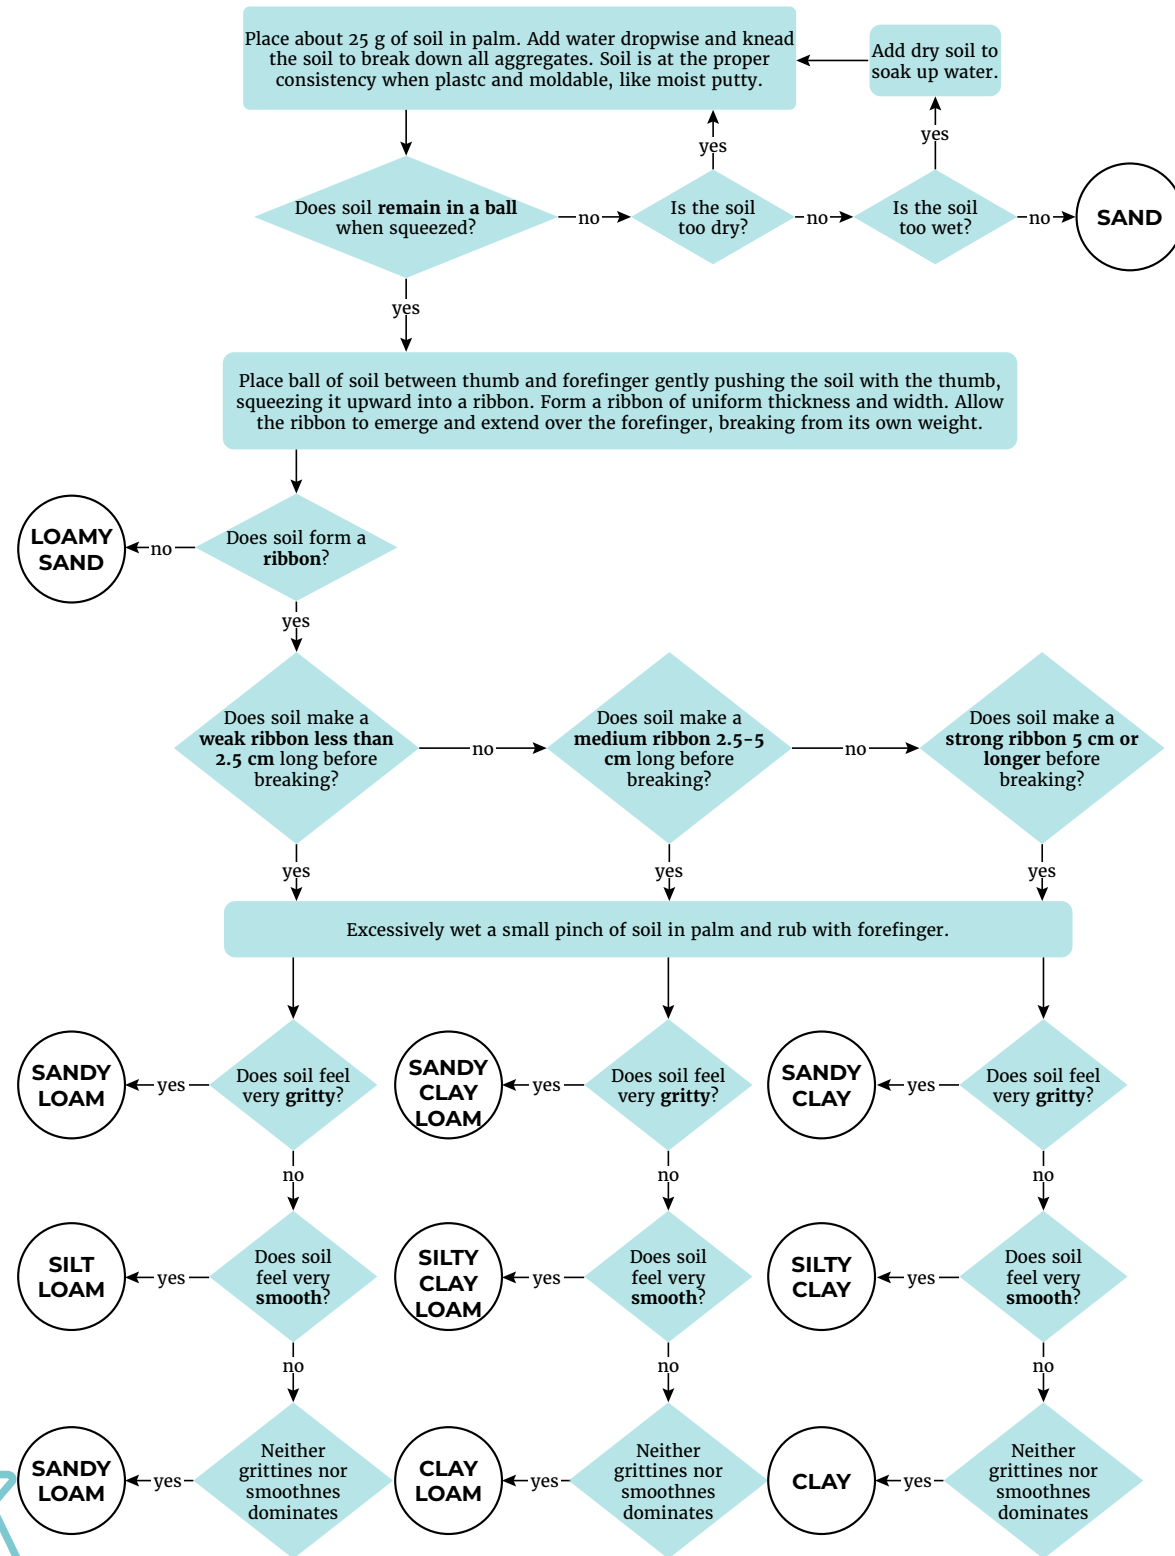 Place about 25 g of soil in palm. Add water dropwise and knead
the soil to break down all aggregates. Soil is at the proper
consistency when plastc and moldable, like moist putty.
Add dry soil to
soak up water.
yes
yes
Does soil remain in a ball
when squeezed?
no
Is the soil
too dry?
no
Is the soil
too wet?
no
SAND
yes
Place ball of soil between thumb and forefinger gently pushing the soil with the thumb,
squeezing it upward into a ribbon. Form a ribbon of uniform thickness and width. Allow
the ribbon to emerge and extend over the forefinger, breaking from its own weight.
LOAMY
SAND
no
Does soil form a
ribbon?
yes
Does soil make a
weak ribbon less than
2.5 cm long before
breaking?
no
Does soil make a
medium ribbon 2.5-5
cm long before
breaking?
no
Does soil make a
strong ribbon 5 cm or
longer before
breaking?
yes
yes
yes
Excessively wet a small pinch of soil in palm and rub with forefinger.
SANDY
LOAM
yes
Does soil feel
very gritty?
SANDY
CLAY
LOAM
yes
Does soil feel
very gritty?
SANDY
CLAY
yes
Does soil feel
very gritty?
no
no
no
SILT
LOAM
yes
Does soil
feel very
smooth?
SILTY
CLAY
LOAM
yes
Does soil
feel very
smooth?
SILTY
CLAY
yes
Does soil
feel very
smooth?
no
no
no
SANDY
LOAM
yes
Neither
grittines nor
smoothnes
dominates
CLAY
LOAM
yes
Neither
grittines nor
smoothnes
dominates
CLAY
yes
Neither
grittines nor
smoothnes
dominates